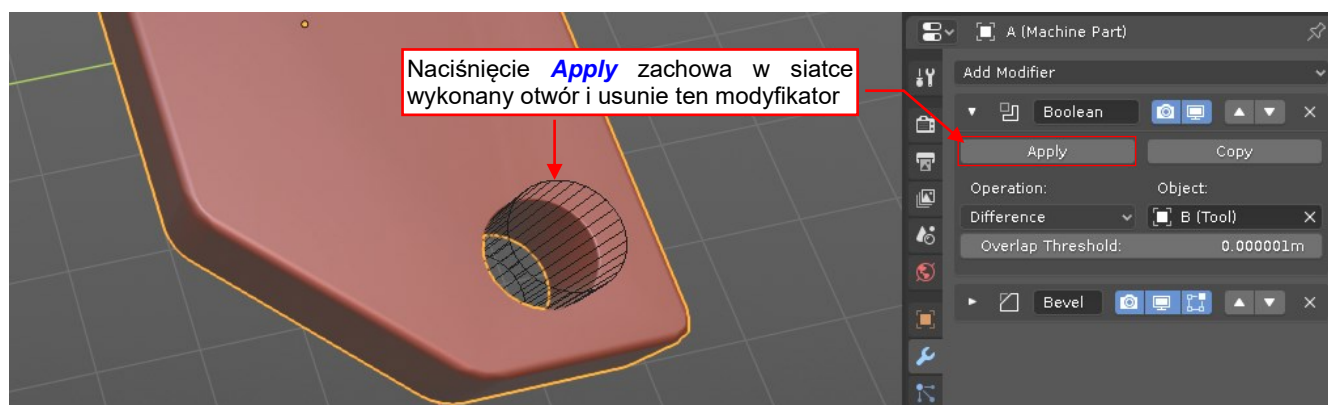 Naciśnięcie Apply zachowa w siatce
wykonany otwór i usunie ten modyfikator
A (Machine Part)
Add Modifier
Boolean
Apply Copy
Operation: Object:
Difference B (Tool)
Overlap Threshold: 0.000001m
Bevel